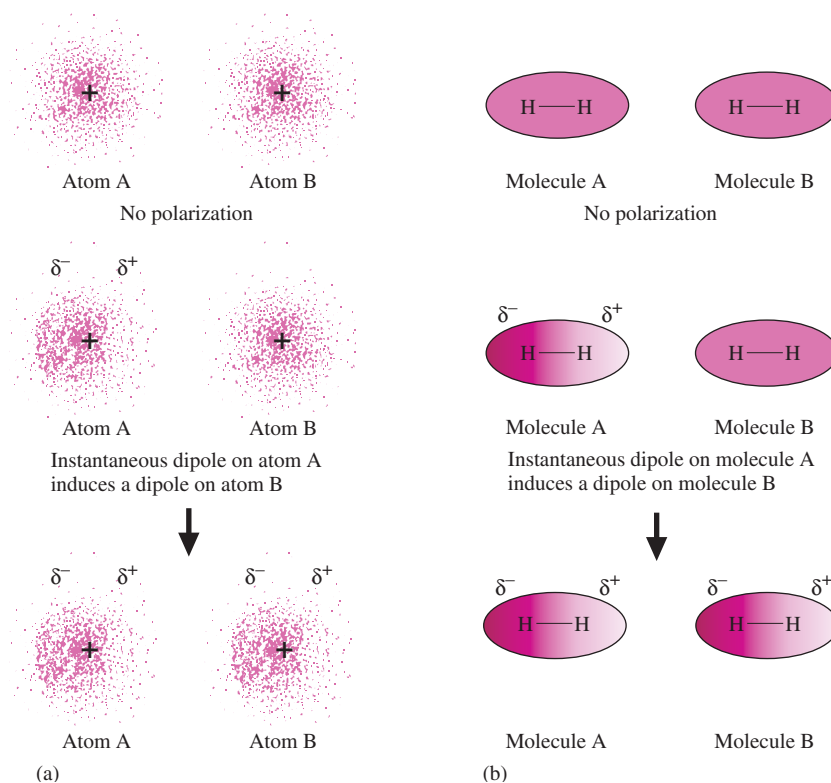 + +
Atom A Atom B
No polarization
δ− δ+
+ +
Atom A Atom B
Instantaneous dipole on atom A
induces a dipole on atom B
δ− δ+ δ− δ+
+ +
Atom A Atom B
(a)
H—H H—H
Molecule A Molecule B
No polarization
δ− δ+
H—H H—H
Molecule A Molecule B
Instantaneous dipole on molecule A
induces a dipole on molecule B
δ− δ+ δ− δ+
H—H H—H
Molecule A Molecule B
(b)